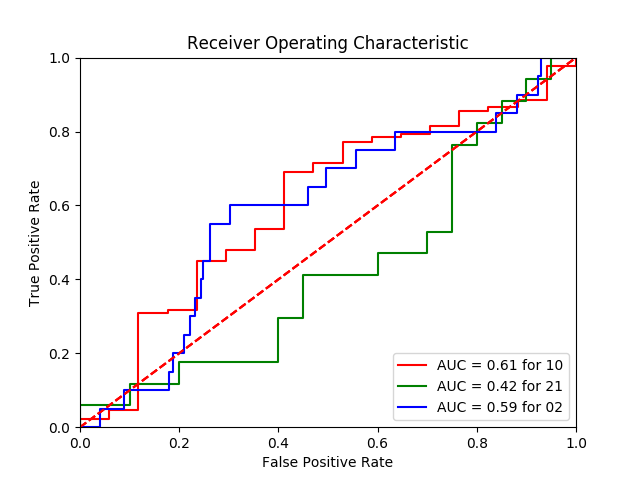 Receiver Operating Characteristic
True Positive Rate
1.0
0.8
0.6
0.4
0.2
0.0
0.0 0.2 0.4 0.6 0.8 1.0
False Positive Rate
AUC = 0.61 for 10
AUC = 0.42 for 21
AUC = 0.59 for 02